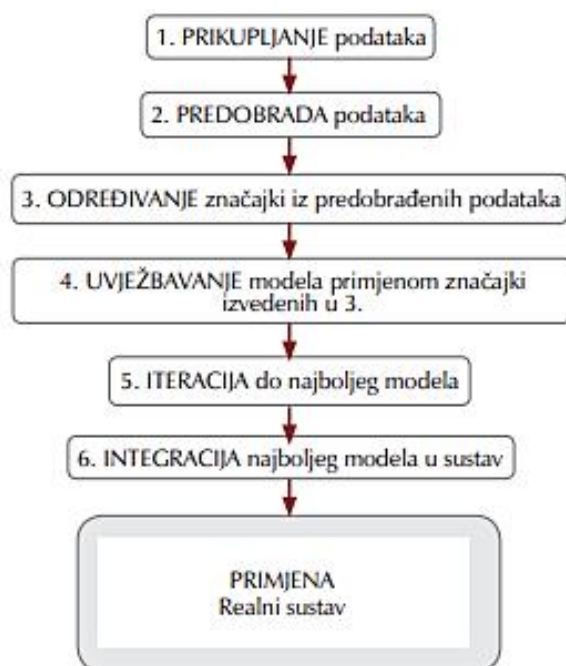 1. PRIKUPLJANJE podataka
2. PREDOBRADA podataka
3. ODREĐIVANJE značajki iz predobrađenih podataka
4. UVJEŽBAVANJE modela primjenom značajki
izvedenih u 3.
5. ITERACIJA do najboljeg modela
6. INTEGRACIJA najboljeg modela u sustav
PRIMJENA
Realni sustav